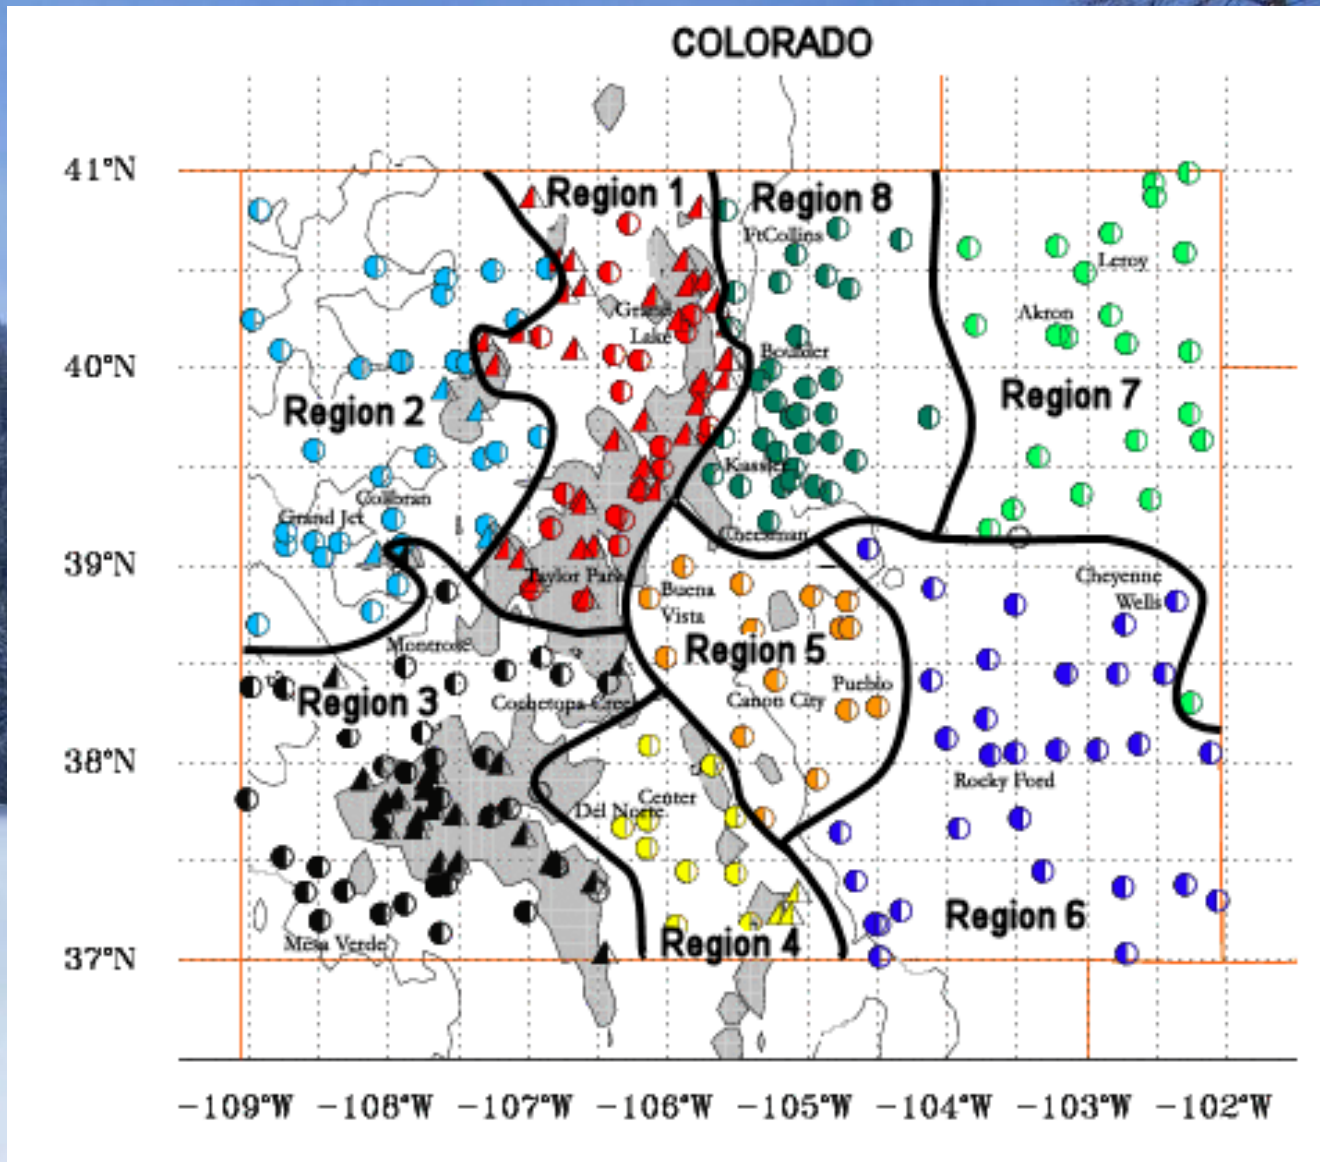 COLORADO
41°N
Region 1
Region 8
FtCollins
Leroy
Grand
Lake
Akron
Boulder
40°N
Region 2
Region 7
Kassler
Collbran
Grand Jct
Cheesman
39°N
Taylor Park
Cheyenne
Wells
Buena
Vista
Montrose
Region 5
Pueblo
Region 3
Cochetopa Creek
Canon City
38°N
Rocky Ford
Center
Del Norte
Region 6
Mesa Verde
Region 4
37°N
-109°W -108°W -107°W -106°W -105°W -104°W -103°W -102°W